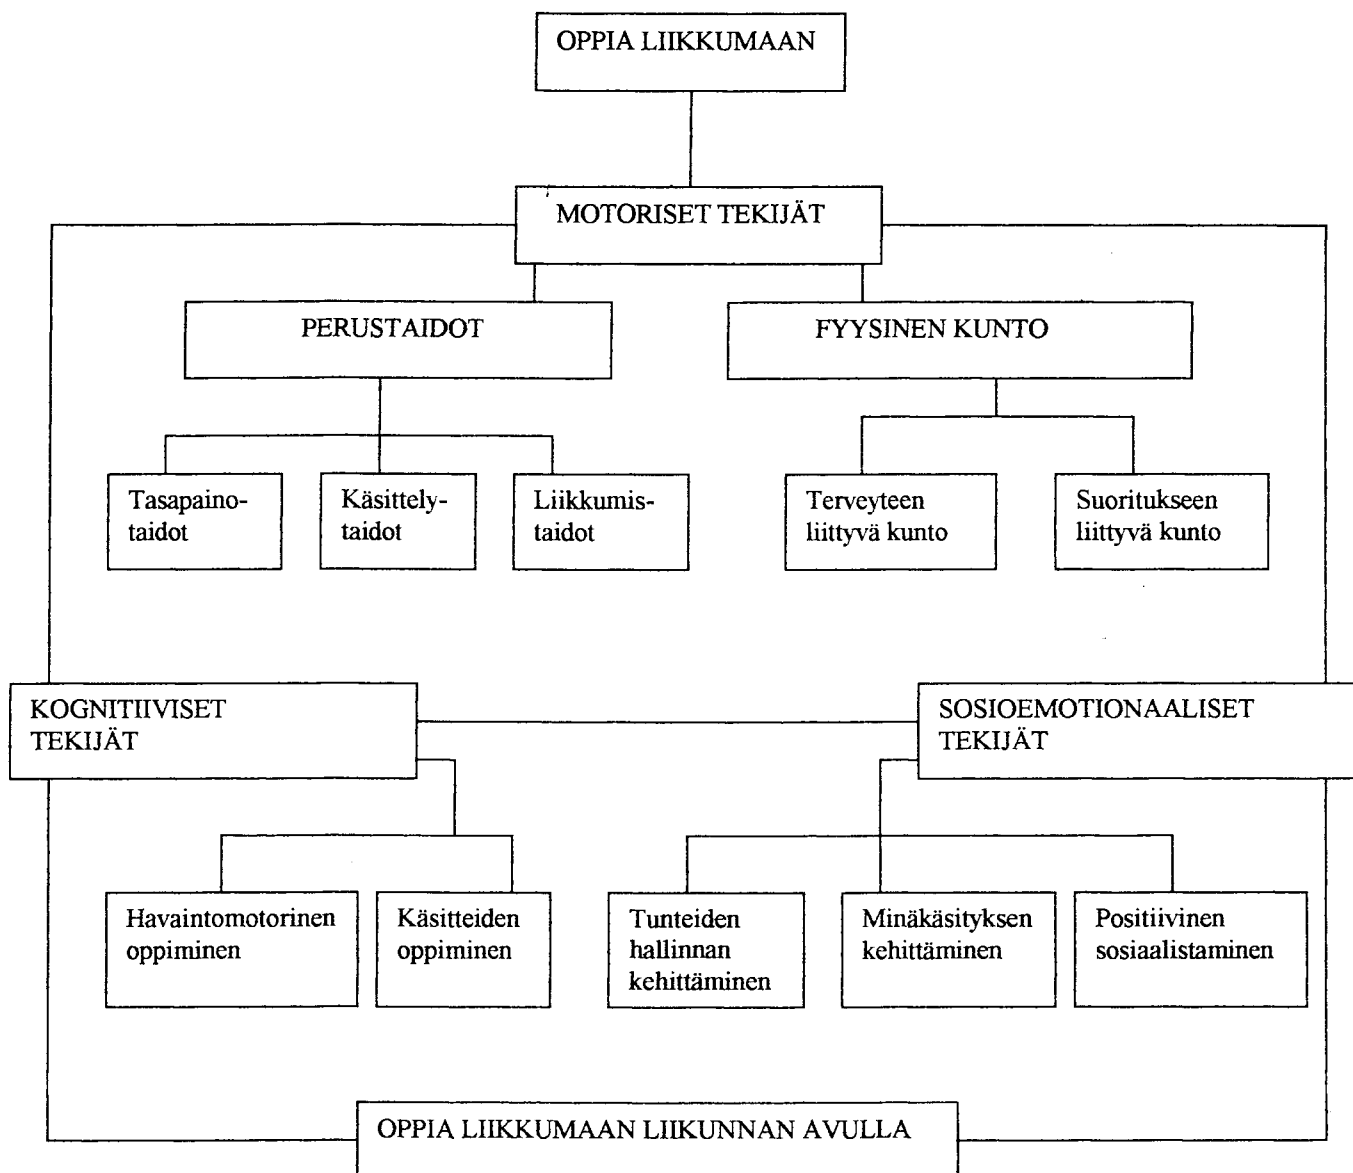 OPPIA LIIKKUMAAN
MOTORISET TEKIJÄT
PERUSTAIDOT
FYYSINEN KUNTO
Tasapaino-
taidot
Käsittely-
taidot
Liikkumis-
taidot
Terveyteen
liittyvä kunto
Suoritukseen
liittyvä kunto
KOGNITIIVISET
TEKIJÄT
SOSIOEMOTIONAALISET
TEKIJÄT
Havaintomotorinen
oppiminen
Käsitteiden
oppiminen
Tunteiden
hallinnan
kehittäminen
Minäkäsityksen
kehittäminen
Positiivinen
sosiaalistaminen
OPPIA LIIKKUMAAN LIIKUNNAN AVULLA